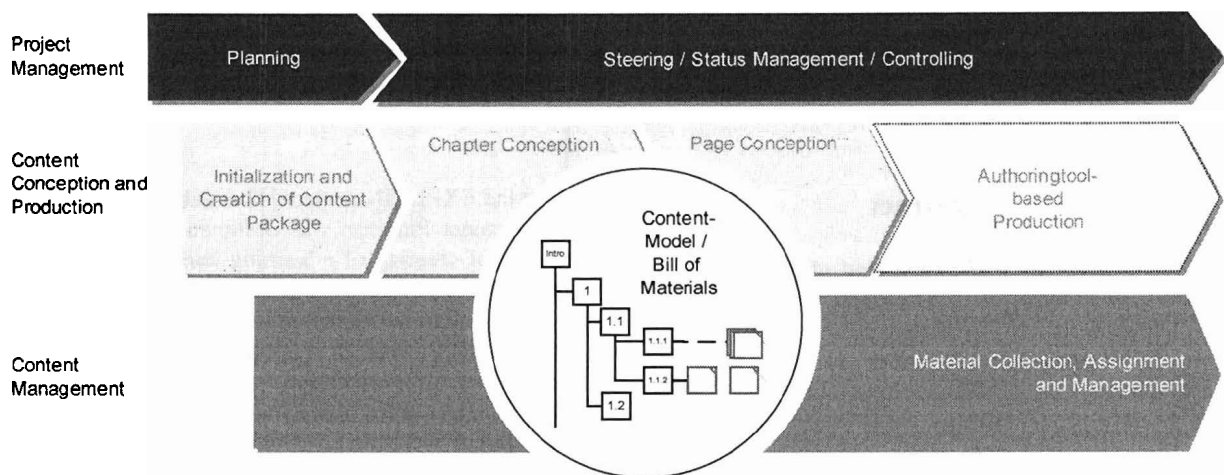 Project
Management
Planning
Steering / Status Management / Controlling
Content
Conception and
Production
Initialization and
Creation of Content
Package
Chapter Conception \ Page Conception
Authoringtool-
based
Production
Content-
Model /
Bill of
Materials
Intro
1
1.1
1.1.1
1.1.2
1.2
Content
Management
Material Collection, Assignment
and Management